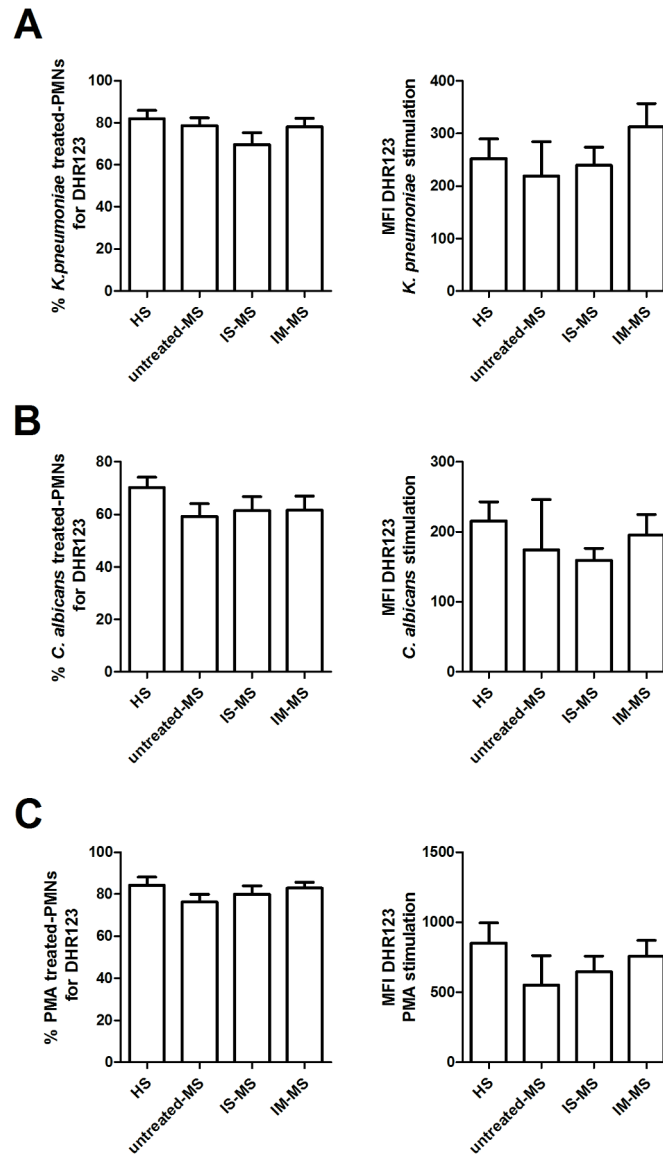 A
% K.pneumoniae treated-PMNs
for DHR123
100
80
60
40
20
0
HS
untreated-MS
IS-MS
IM-MS
MFI DHR123
K. pneumoniae stimulation
400
300
200
100
0
HS
untreated-MS
IS-MS
IM-MS
B
% C. albicans treated-PMNs
for DHR123
80
60
40
20
0
HS
untreated-MS
IS-MS
IM-MS
MFI DHR123
C. albicans stimulation
300
200
100
0
HS
untreated-MS
IS-MS
IM-MS
C
% PMA treated-PMNs
for DHR123
100
80
60
40
20
0
HS
untreated-MS
IS-MS
IM-MS
MFI DHR123
PMA stimulation
1500
1000
500
0
HS
untreated-MS
IS-MS
IM-MS